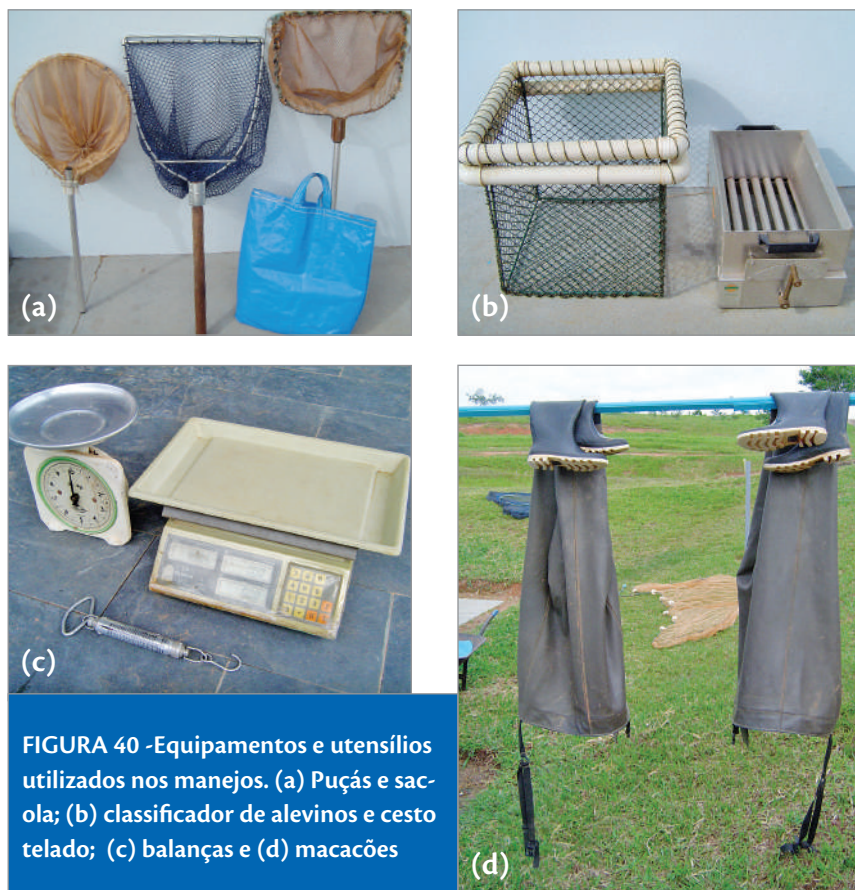 (a)
(b)
(c)
(d)
FIGURA 40 -Equipamentos e utensílios
utilizados nos manejos. (a) Puçás e sac-
ola; (b) classificador de alevinos e cesto
telado; (c) balanças e (d) macacões